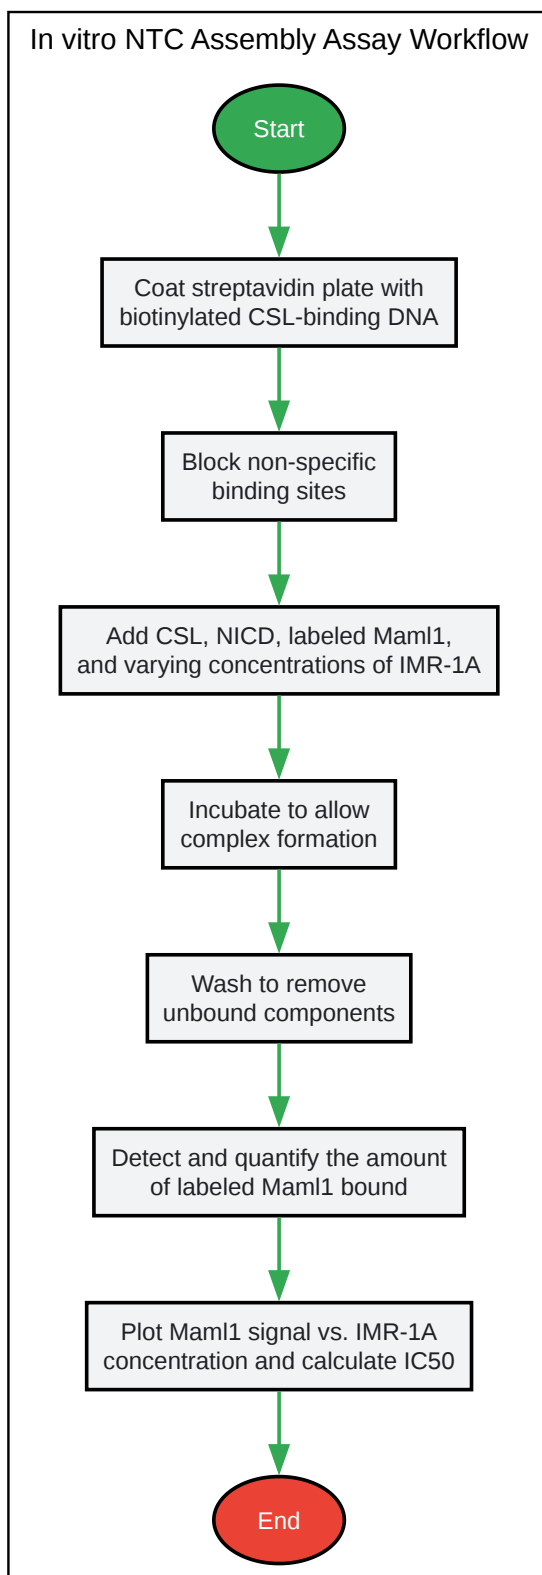 In vitro NTC Assembly Assay Workflow
Start
Coat streptavidin plate with
biotinylated CSL-binding DNA
Block non-specific
binding sites
Add CSL, NICD, labeled Maml1,
and varying concentrations of IMR-1A
Incubate to allow
complex formation
Wash to remove
unbound components
Detect and quantify the amount
of labeled Maml1 bound
Plot Maml1 signal vs. IMR-1A
concentration and calculate IC50
End